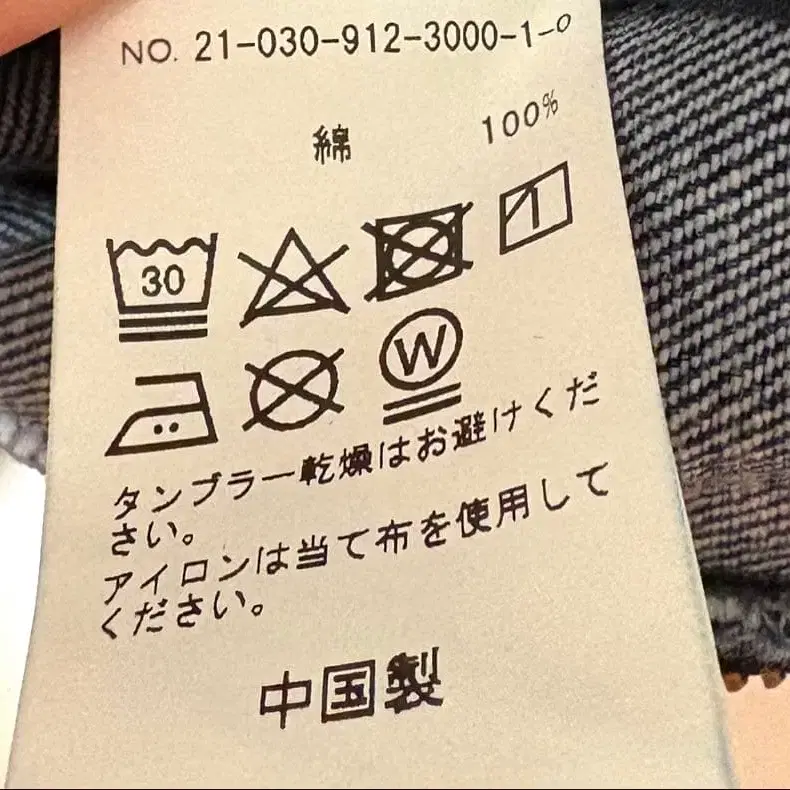 NO. 21-030-912-3000-1-0
綿 100%
30
W
タンブラー乾燥はお避けくだ
さい。
アイロンは当て布を使用して
ください。
中国製